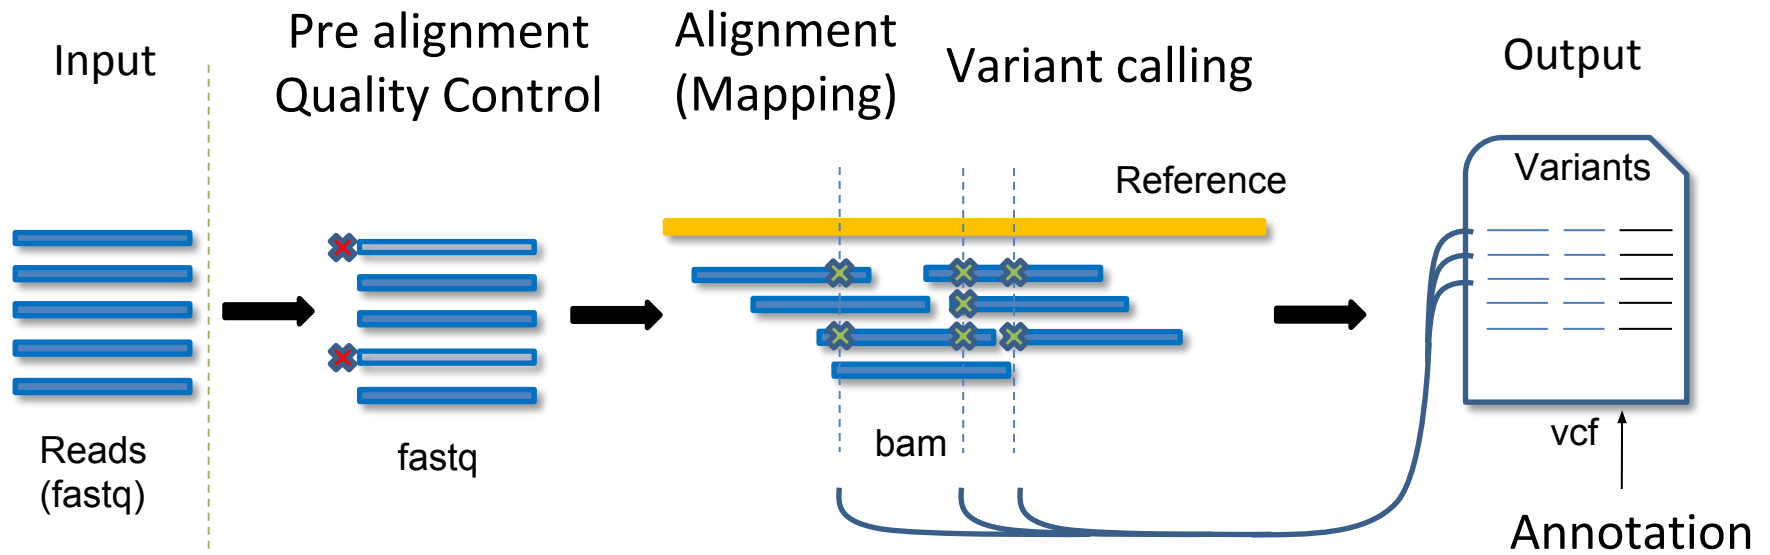 Input
Pre alignment
Quality Control
Alignment
(Mapping)
Variant calling
Output
Reference
Variants
Reads
(fastq)
fastq
bam
vcf
Annotation